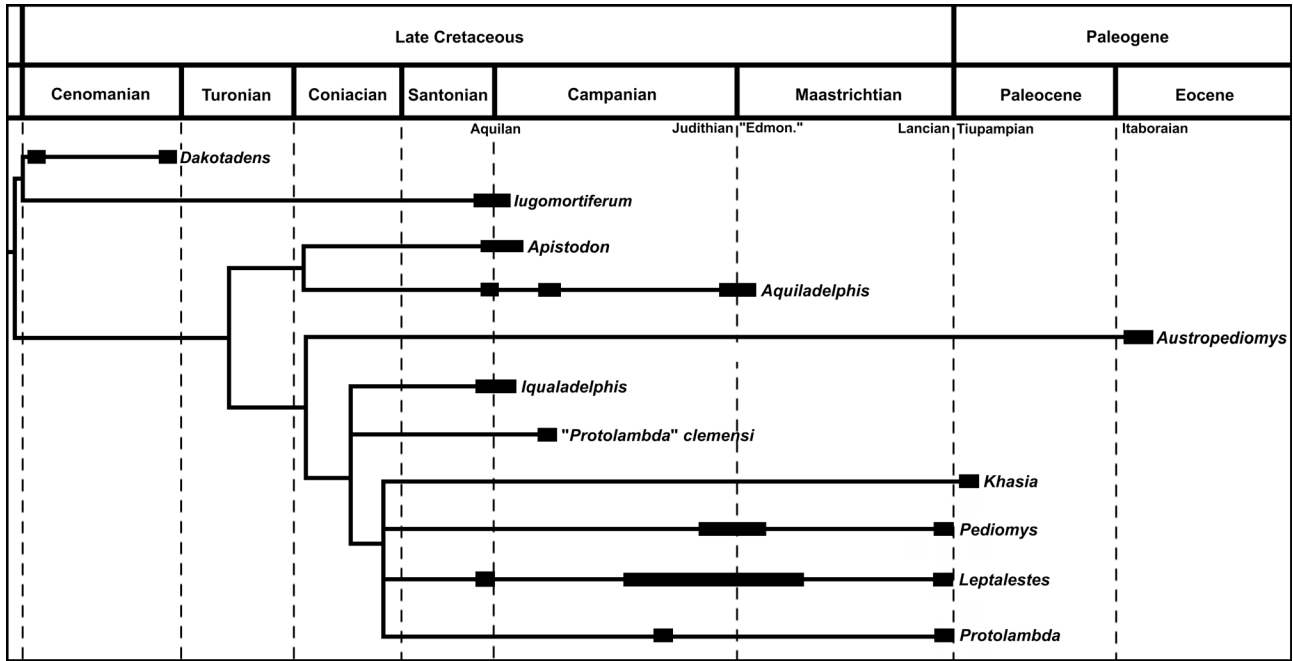 Late Cretaceous Paleogene
Cenomanian Turonian Coniacian Santonian Campanian Maastrichtian Paleocene Eocene
Aquilan Judithian "Edmon." Lancian Tiupampian Itaboraian
Dakotadens
Iugomortiferum
Apistodon
Aquiladelphis
Austropediomys
Iqualadelphis
"Protolambda" clemensi
Khasia
Pediomys
Leptalestes
Protolambda